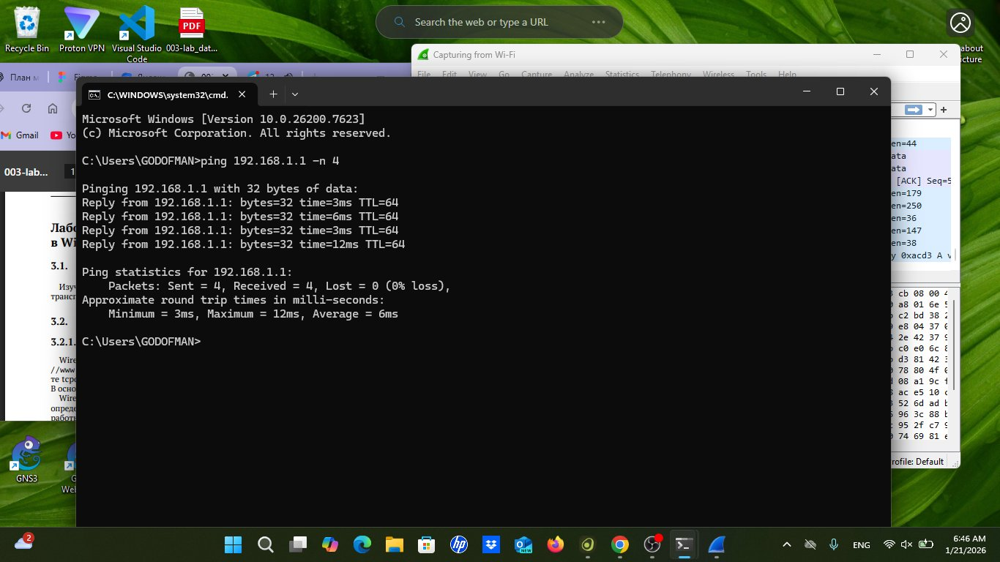 Recycle Bin
Proton VPN
Visual Studio Code
PDF
003-lab_dat...
Search the web or type a URL
about
icture
Capturing from Wi-Fi
File Edit View Go Capture Analyze Statistics Telephony Wireless Tools Help
План м
Gmail
Yo
003-lab...
1
Лабо
в Wi
3.1.
Изуч
трансп
3.2.
3.2.1.
Wire
//www
те tcpd
В осно
Wire
опреде
работы
C:\WINDOWS\system32\cmd.
Microsoft Windows [Version 10.0.26200.7623]
(c) Microsoft Corporation. All rights reserved.
C:\Users\GODOFMAN>ping 192.168.1.1 -n 4
Pinging 192.168.1.1 with 32 bytes of data:
Reply from 192.168.1.1: bytes=32 time=3ms TTL=64
Reply from 192.168.1.1: bytes=32 time=6ms TTL=64
Reply from 192.168.1.1: bytes=32 time=3ms TTL=64
Reply from 192.168.1.1: bytes=32 time=12ms TTL=64
Ping statistics for 192.168.1.1:
Packets: Sent = 4, Received = 4, Lost = 0 (0% loss),
Approximate round trip times in milli-seconds:
Minimum = 3ms, Maximum = 12ms, Average = 6ms
C:\Users\GODOFMAN>
en=44
ata
ata
[ACK] Seq=5
en=179
en=250
en=36
en=147
en=38
y 0xacd3 A v
cb 08 00 4
a8 01 6e 5
c2 bd 38 2
e8 04 37 0
2e 42 37 9
c0 e0 6c 8
d3 81 42 3
78 80 4f 0
08 a1 9c f
ac e5 10 c
52 6d ad b
96 3c 88 b
95 2f c7 9
74 69 81 e
rofile: Default
GNS3
G
Wel
2
hp
NEW
ENG
6:46 AM
1/21/2026